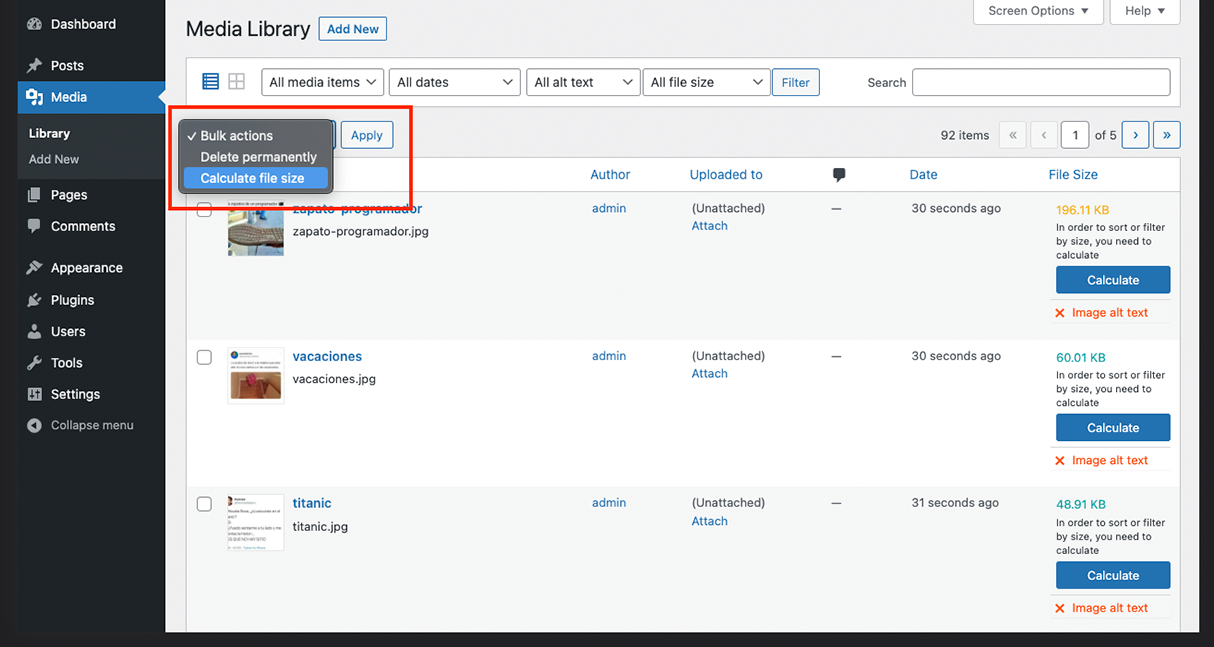 Dashboard
Posts
Media
Library
Add New
Pages
Comments
Appearance
Plugins
Users
Tools
Settings
Collapse menu
Screen Options ▼
Help ▼
Media Library
Add New
All media items
All dates
All alt text
All file size
Filter
Search
✓ Bulk actions
Delete permanently
Calculate file size
Apply
92 items
«
‹
1
of 5
›
»
Author
Uploaded to
Date
File Size
zapato-programador
zapato-programador.jpg
admin
(Unattached)
Attach
—
30 seconds ago
196.11 KB
In order to sort or filter
by size, you need to
calculate
Calculate
✕ Image alt text
vacaciones
vacaciones.jpg
admin
(Unattached)
Attach
—
30 seconds ago
60.01 KB
In order to sort or filter
by size, you need to
calculate
Calculate
✕ Image alt text
titanic
titanic.jpg
admin
(Unattached)
Attach
—
31 seconds ago
48.91 KB
In order to sort or filter
by size, you need to
calculate
Calculate
✕ Image alt text